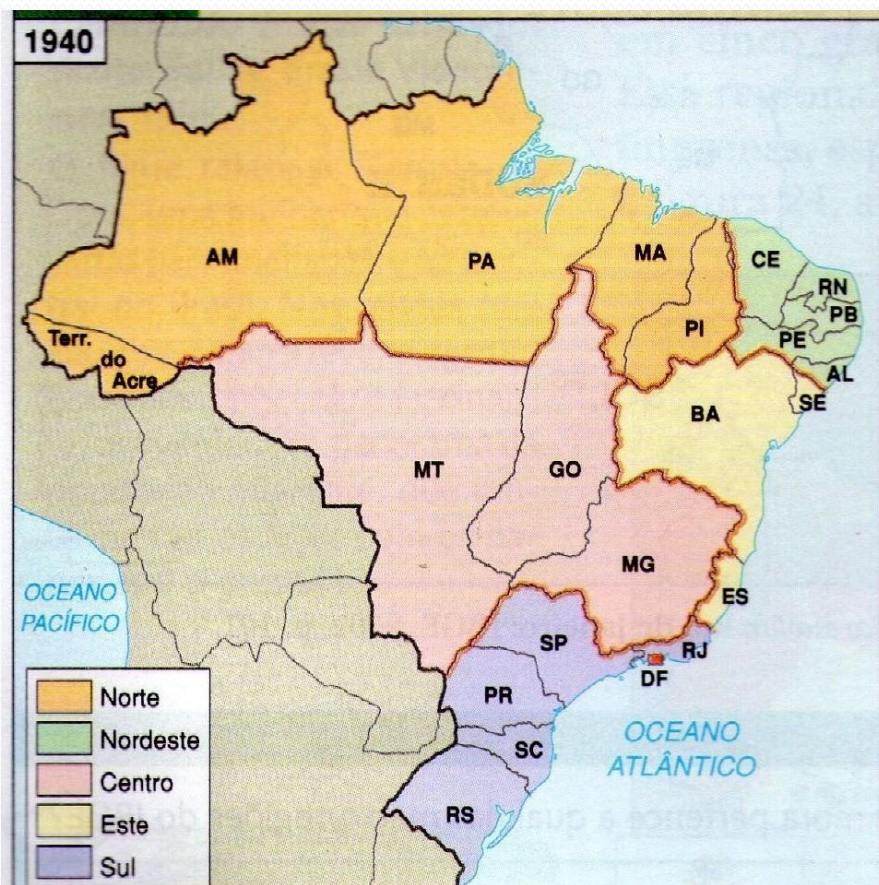 1940
AM
PA
MA
CE
RN
PB
PI
PE
AL
SE
Terr.
do
Acre
BA
MT
GO
MG
ES
OCEANO
PACÍFICO
SP
RJ
DF
PR
SC
OCEANO
ATLÂNTICO
RS
Norte
Nordeste
Centro
Este
Sul